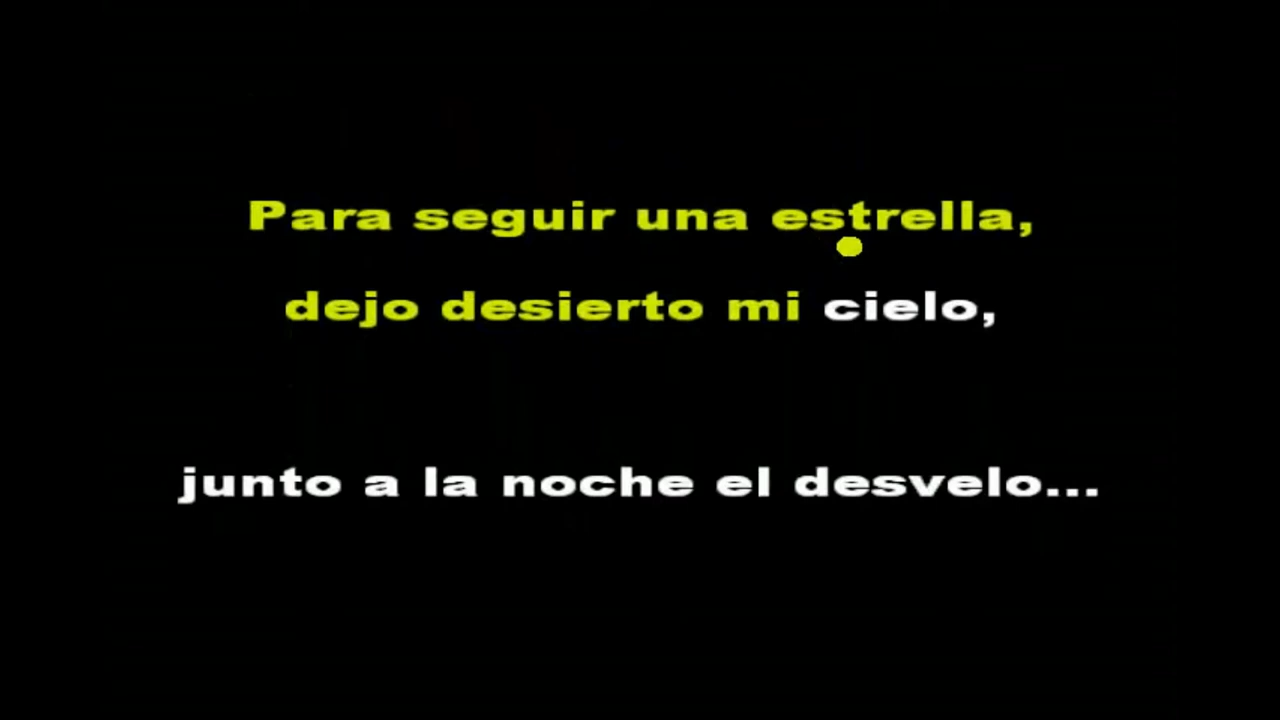 Para seguir una estrella,
dejo desierto mi cielo,
junto a la noche el desvelo...